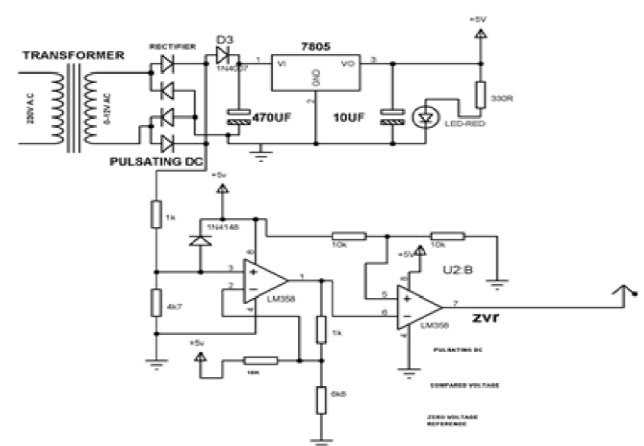 TRANSFORMER
RECTIFIER
D3
1N4007
7805
1
VI
VO
3
GND
2
+5V
230V A.C
0-12V AC
470UF
10UF
330R
LED-RED
PULSATING DC
+5v
1k
1N4148
10k
10k
+5V
U2:B
3
2
8
4
1
LM358
5
6
8
4
7
LM358
zvr
4k7
1k
+5v
10K
6k8
PULSATING DC
COMPARED VOLTAGE
ZERO VOLTAGE
REFERENCE